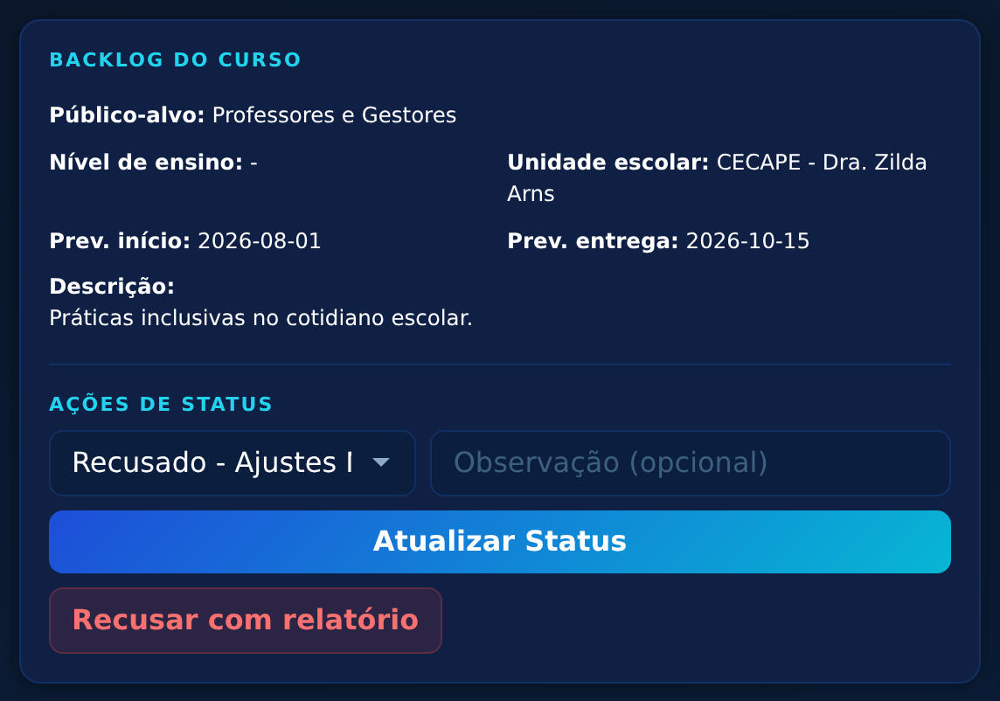 BACKLOG DO CURSO
Público-alvo: Professores e Gestores
Nível de ensino: -
Unidade escolar: CECAPE - Dra. Zilda
Arns
Prev. início: 2026-08-01
Prev. entrega: 2026-10-15
Descrição:
Práticas inclusivas no cotidiano escolar.
AÇÕES DE STATUS
Recusado - Ajustes
Observação (opcional)
Atualizar Status
Recusar com relatório